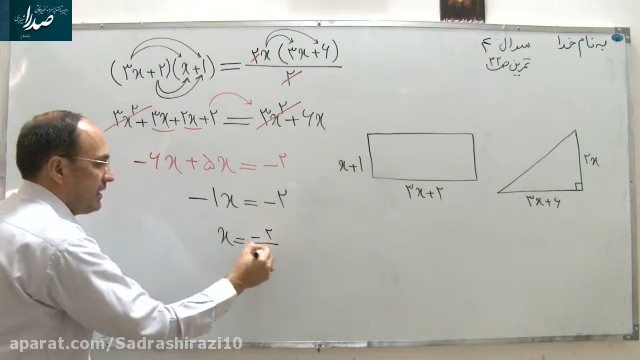 به نام خدا
سوال ۴
تمرین ص ۳۲
(۳x+۲)(x+۱) = ۲x(۳x+۶)/۲
۳x²+۳x+۲x+۲ = ۳x²+۶x
-۶x+۵x=-۲
-۱x=-۲
x=-۲
x+۱
۳x+۲
۲x
۳x+۶
صدرا
aparat.com/Sadrashirazi10